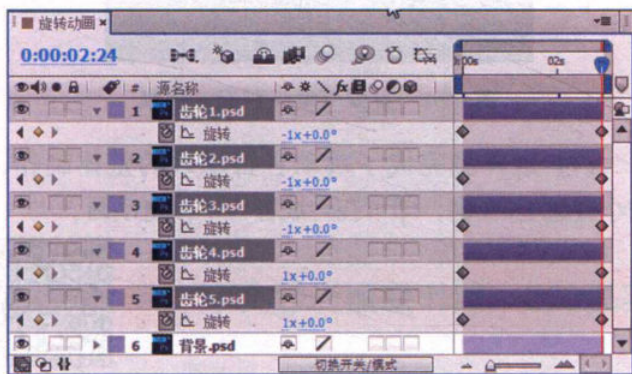 旋转动画 ×
0:00:02:24
:00s 02s
# 源名称 fx
1 齿轮1.psd
旋转 -1x+0.0°
2 齿轮2.psd
旋转 -1x+0.0°
3 齿轮3.psd
旋转 -1x+0.0°
4 齿轮4.psd
旋转 1x+0.0°
5 齿轮5.psd
旋转 1x+0.0°
6 背景.psd
切换开关/模式